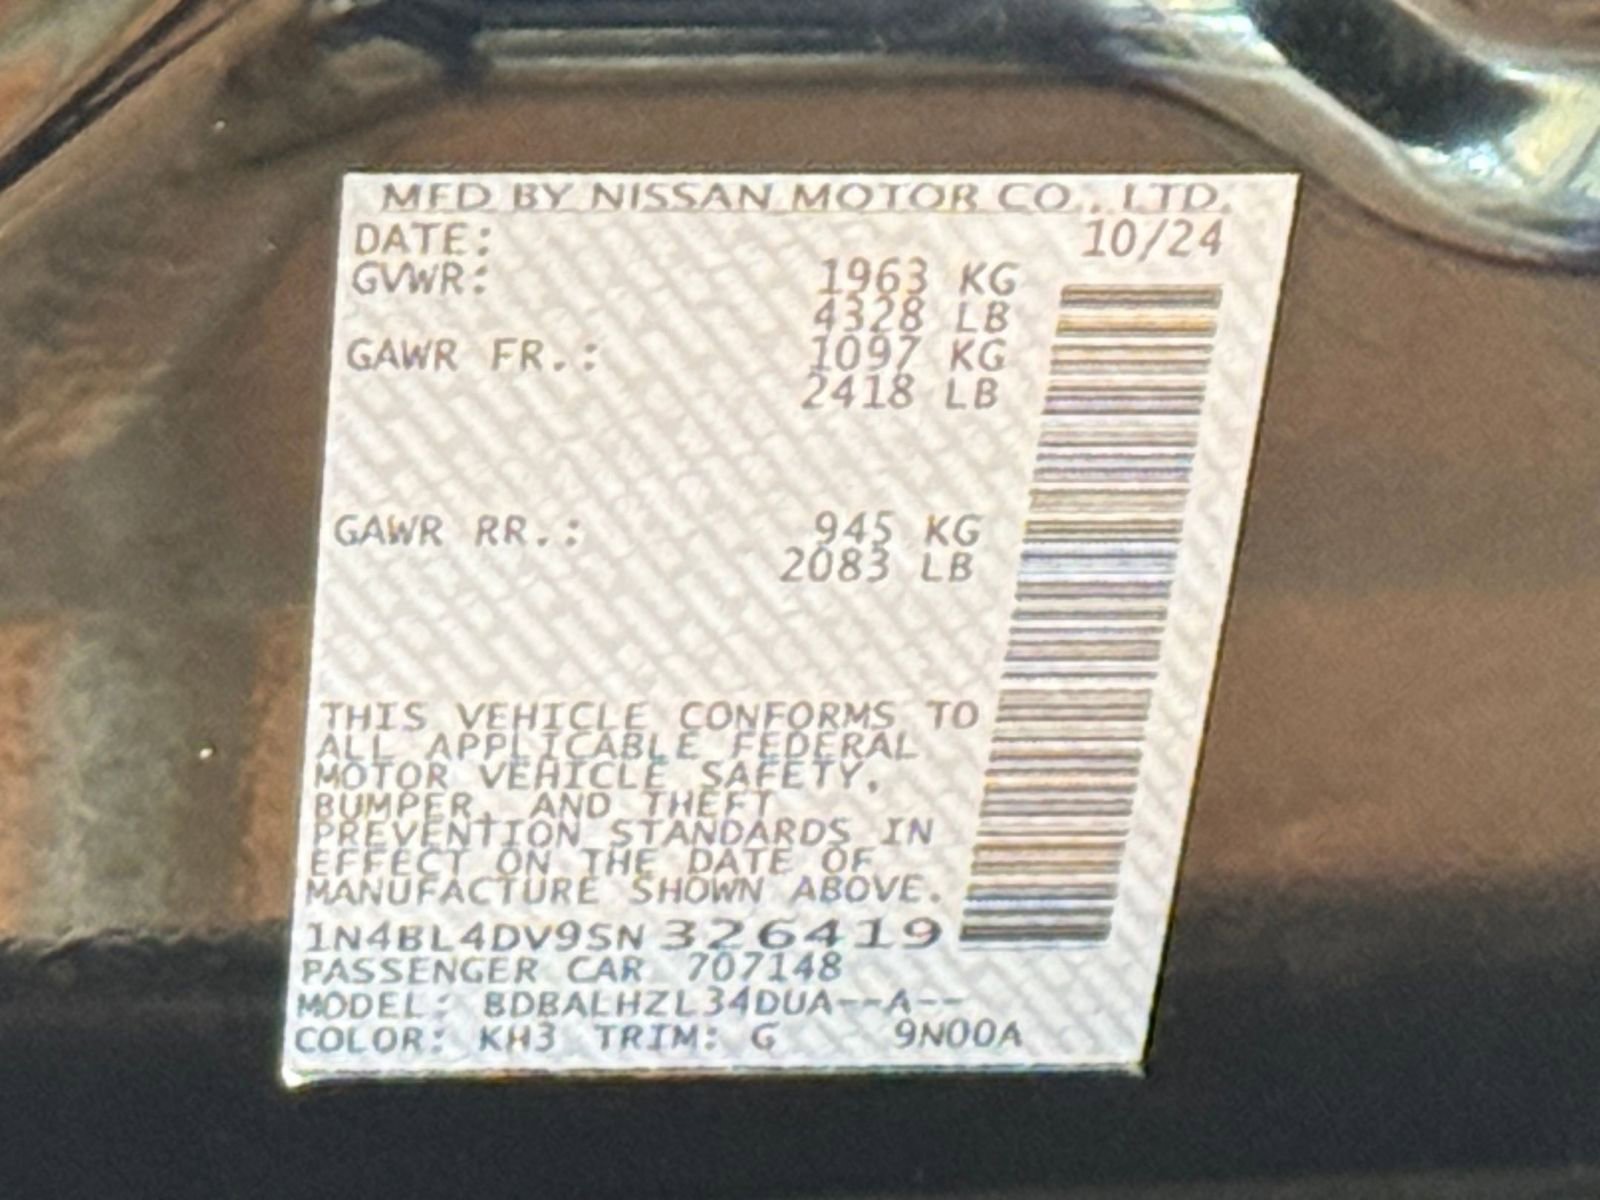 MFD BY NISSAN MOTOR CO., LTD.
DATE: 10/24
GVWR: 1963 KG
4328 LB
GAWR FR.: 1097 KG
2418 LB
GAWR RR.: 945 KG
2083 LB
THIS VEHICLE CONFORMS TO
ALL APPLICABLE FEDERAL
MOTOR VEHICLE SAFETY,
BUMPER, AND THEFT
PREVENTION STANDARDS IN
EFFECT ON THE DATE OF
MANUFACTURE SHOWN ABOVE.
1N4BL4DV9SN326419
PASSENGER CAR 707148
MODEL: BDBALHZL34DUA--A--
COLOR: KH3 TRIM: G 9N00A